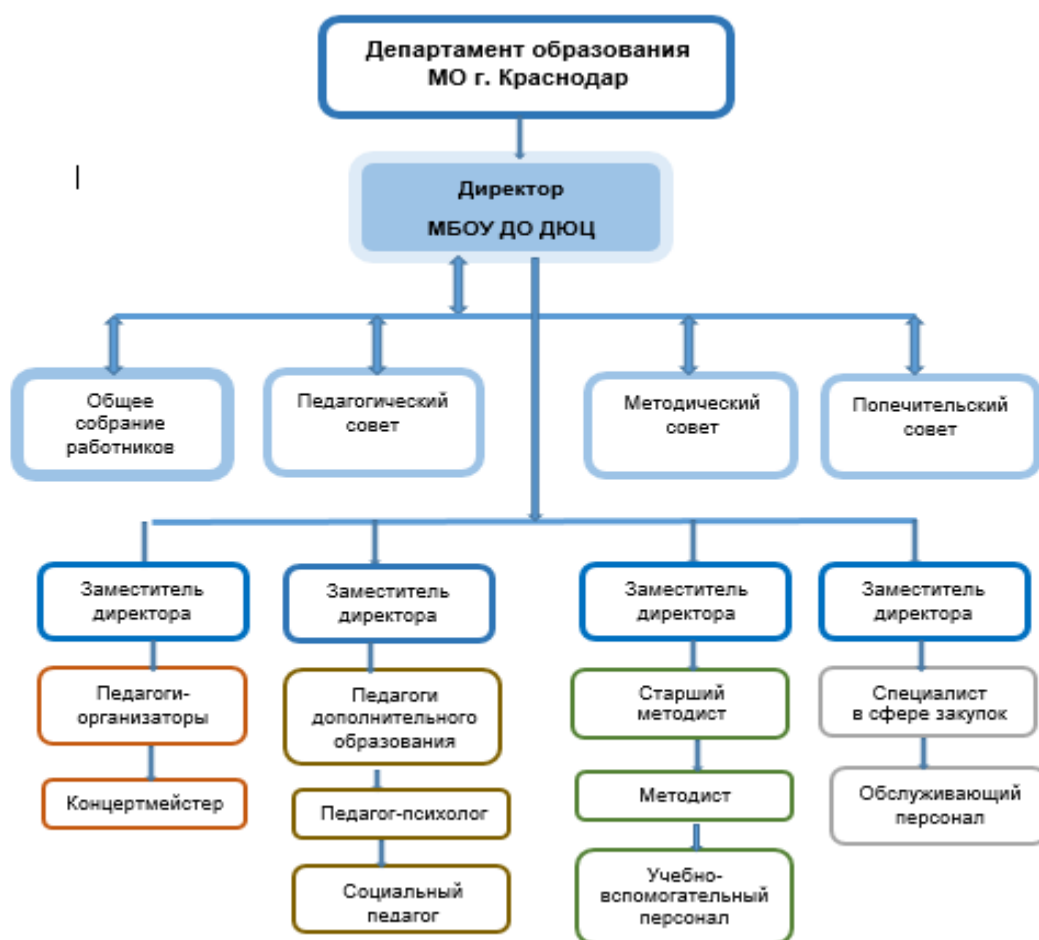 Департамент образования
МО г. Краснодар
Директор
МБОУ ДО ДЮЦ
Общее
собрание
работников
Педагогический
совет
Методический
совет
Попечительский
совет
Заместитель
директора
Заместитель
директора
Заместитель
директора
Заместитель
директора
Педагоги-
организаторы
Педагоги
дополнительного
образования
Старший
методист
Специалист
в сфере закупок
Концертмейстер
Педагог-психолог
Методист
Обслуживающий
персонал
Социальный
педагог
Учебно-
вспомогательный
персонал